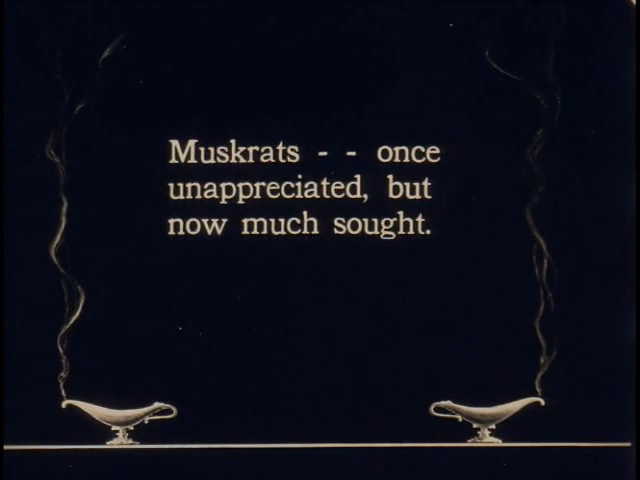 Muskrats - - once
unappreciated, but
now much sought.